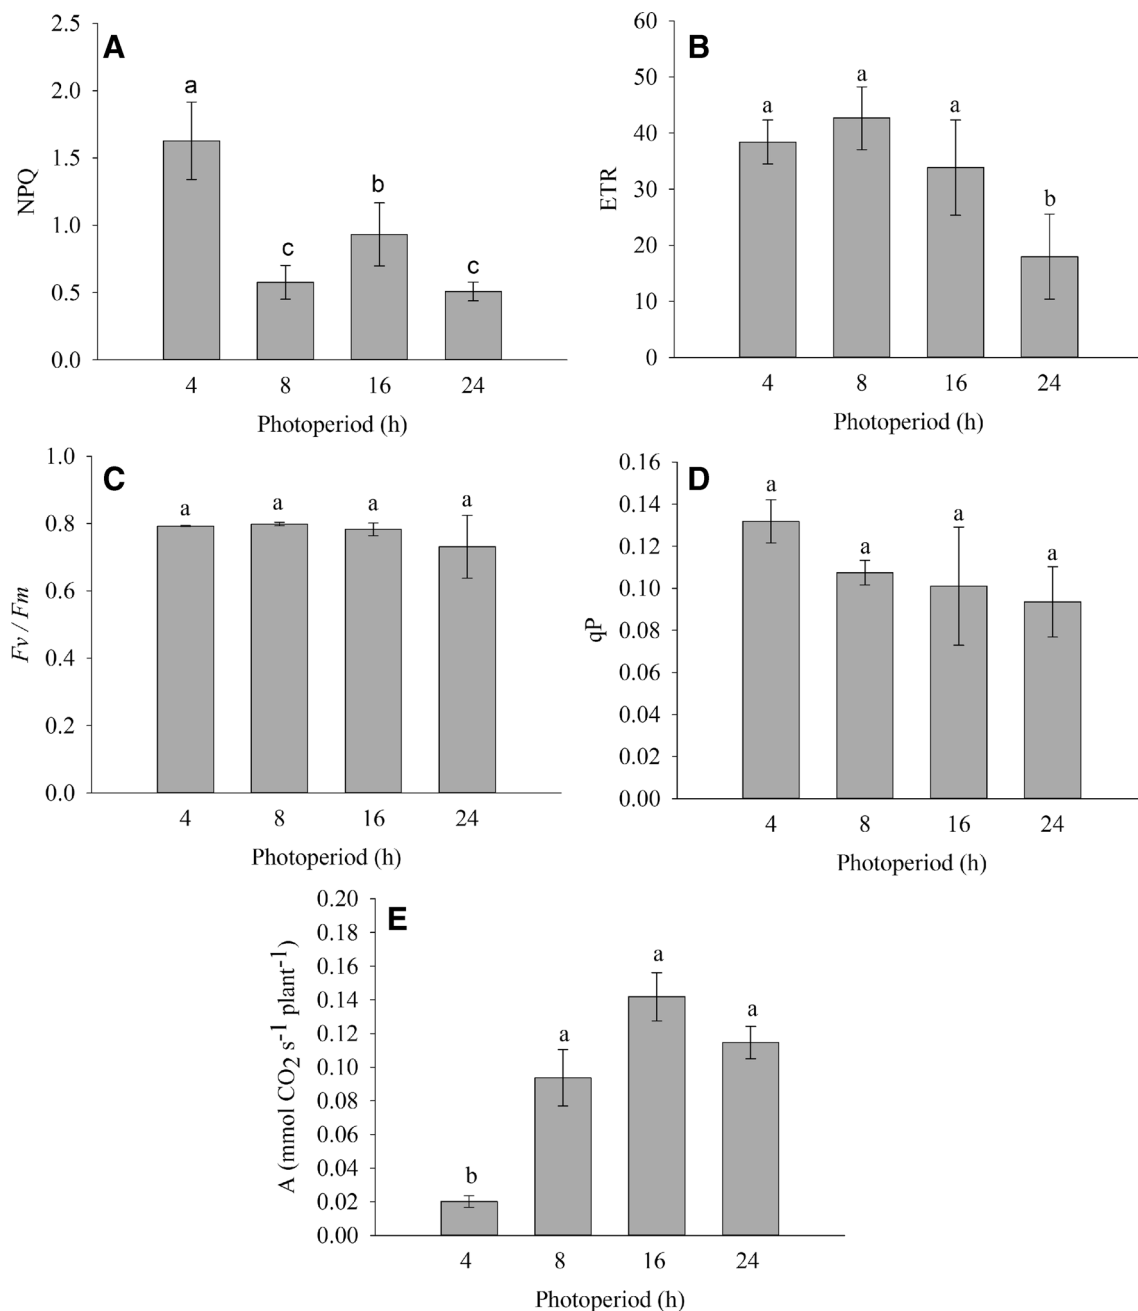 A
NPQ
2.5
2.0
1.5
1.0
0.5
0.0
a
c
b
c
4 8 16 24
Photoperiod (h)
B
ETR
60
50
40
30
20
10
0
a
a
a
b
4 8 16 24
Photoperiod (h)
C
Fv / Fm
1.0
0.8
0.6
0.4
0.2
0.0
a
a
a
a
4 8 16 24
Photoperiod (h)
D
qP
0.16
0.14
0.12
0.10
0.08
0.06
0.04
0.02
0.00
a
a
a
a
4 8 16 24
Photoperiod (h)
E
A (mmol CO2 s-1 plant-1)
0.20
0.18
0.16
0.14
0.12
0.10
0.08
0.06
0.04
0.02
0.00
b
a
a
a
4 8 16 24
Photoperiod (h)